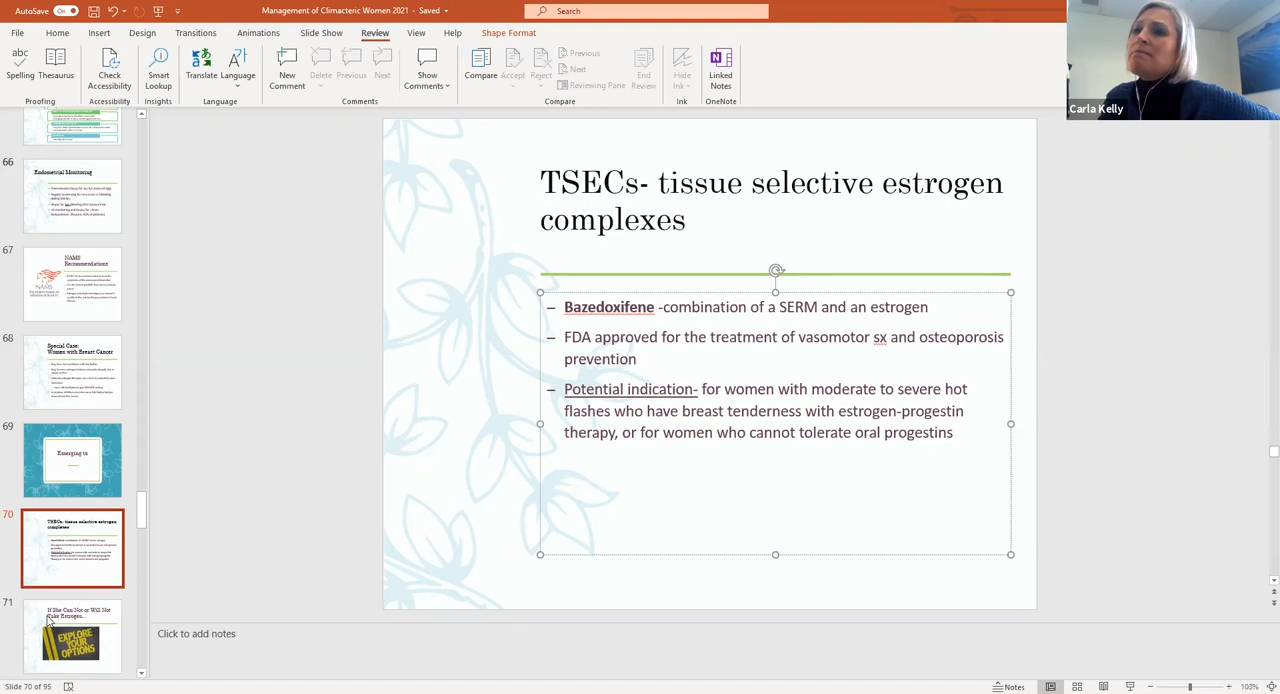 AutoSave On Management of Climacteric Women 2021 - Saved Search
File Home Insert Design Transitions Animations Slide Show Review View Help Shape Format
abc
Spelling Thesaurus Check Accessibility Smart Lookup Translate Language New Comment Delete Previous Next Show Comments Compare Accept Reject Previous Next Reviewing Pane End Review Hide Ink Linked Notes
Proofing Accessibility Insights Language Comments Compare Ink OneNote
Carla Kelly
66
Endometrial Monitoring
67
NAMS
Recommendations
NAMS
68
Special Case:
Women with Breast Cancer
69
Emerging tx
70
TSECs- tissue selective estrogen
complexes
71
If She Can Not or Will Not
Take Estrogen...
EXPLORE
YOUR
OPTIONS
TSECs- tissue selective estrogen
complexes
– Bazedoxifene -combination of a SERM and an estrogen
– FDA approved for the treatment of vasomotor sx and osteoporosis
prevention
– Potential indication- for women with moderate to severe hot
flashes who have breast tenderness with estrogen-progestin
therapy, or for women who cannot tolerate oral progestins
Click to add notes
Slide 70 of 95 Notes 103%